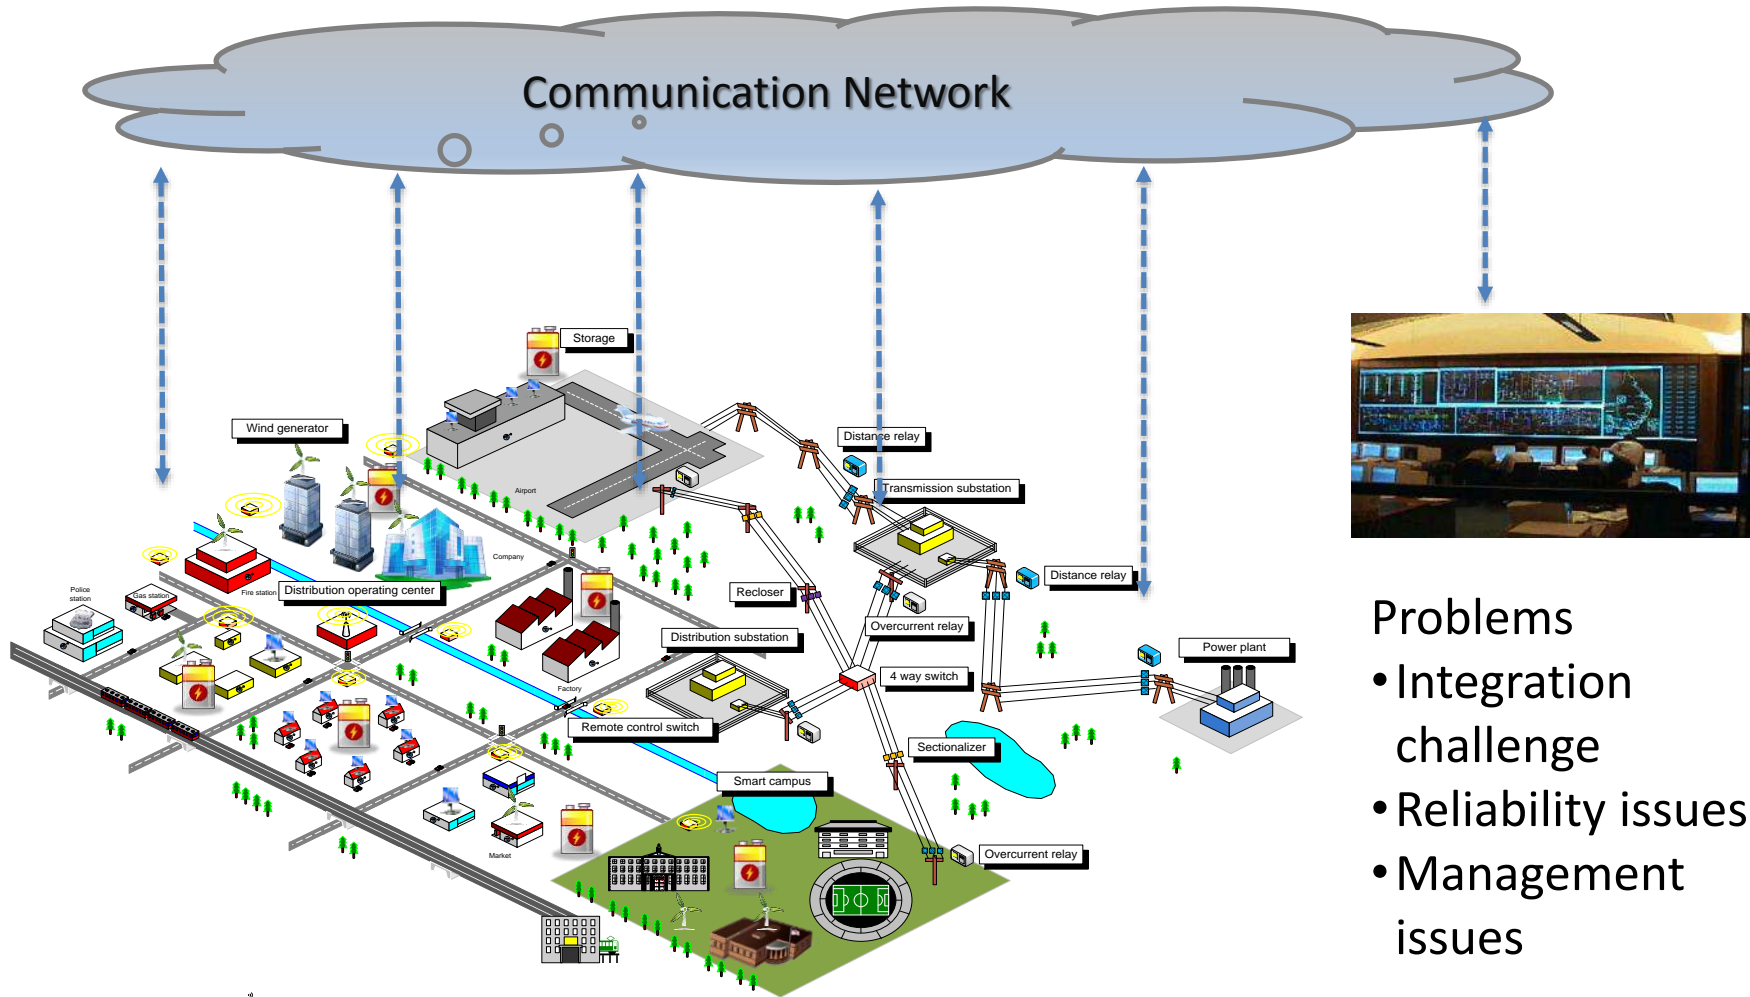 Communication Network
Storage
Wind generator
Distance relay
Airport
Transmission substation
Company
Police
station
Gas station
Fire station
Distribution operating center
Recloser
Distance relay
Overcurrent relay
Distribution substation
Power plant
4 way switch
Factory
Remote control switch
Sectionalizer
Smart campus
Market
Overcurrent relay
Problems
•Integration
challenge
•Reliability issues
•Management
issues